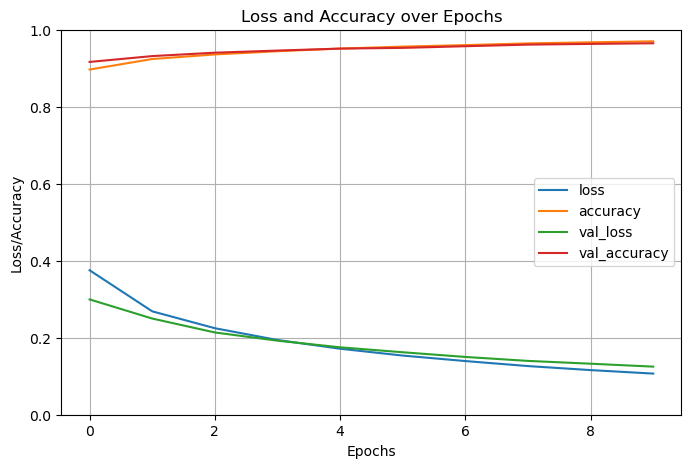 Loss and Accuracy over Epochs
Loss/Accuracy
1.0
0.8
0.6
0.4
0.2
0.0
loss
accuracy
val_loss
val_accuracy
0 2 4 6 8
Epochs